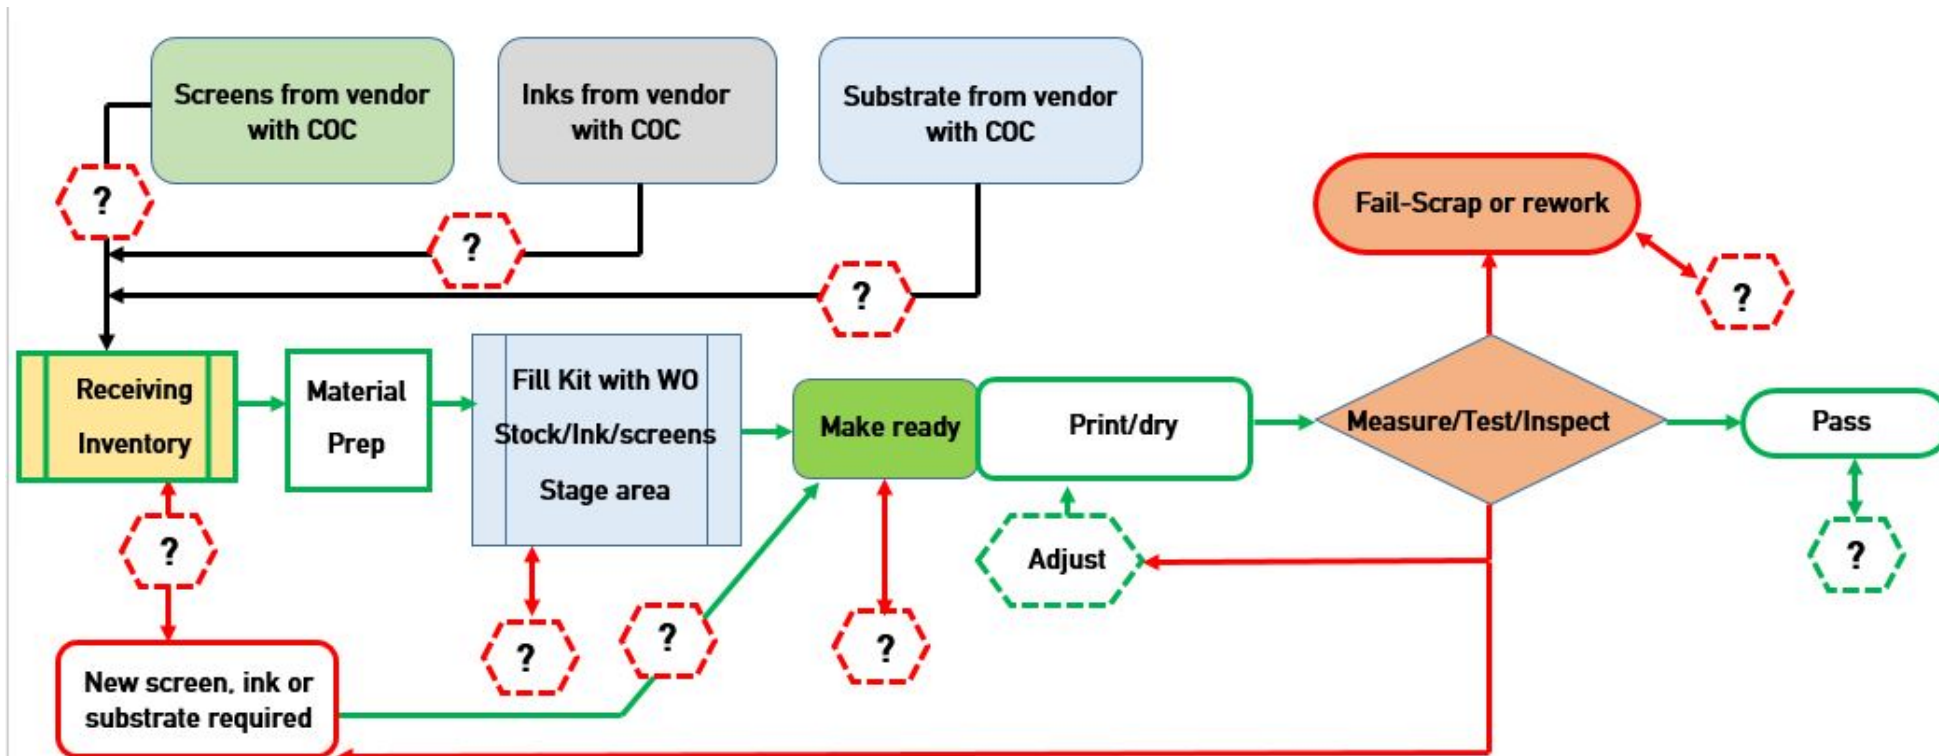 Screens from vendor
with COC
Inks from vendor
with COC
Substrate from vendor
with COC
?
?
?
Fail-Scrap or rework
?
Receiving
Inventory
Material
Prep
Fill Kit with WO
Stock/Ink/screens
Stage area
Make ready
Print/dry
Measure/Test/Inspect
Pass
?
?
?
?
Adjust
?
New screen, ink or
substrate required